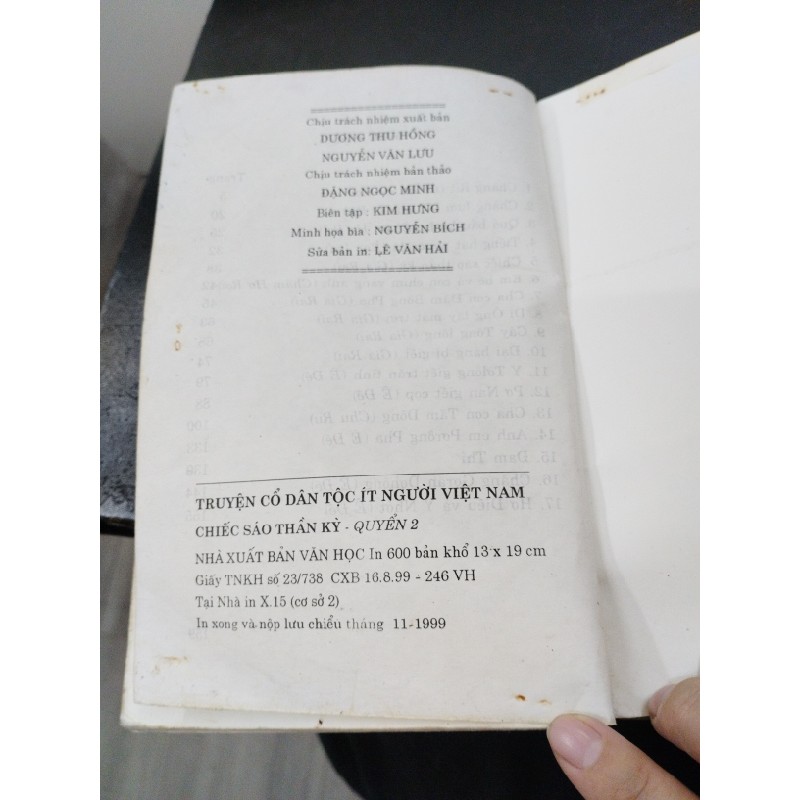 Chịu trách nhiệm xuất bản
DƯƠNG THU HỒNG
NGUYỄN VĂN LƯU
Chịu trách nhiệm bản thảo
ĐẶNG NGỌC MINH
Biên tập : KIM HƯNG
Minh họa bìa : NGUYỄN BÍCH
Sửa bản in: LÊ VĂN HẢI
TRUYỆN CỔ DÂN TỘC ÍT NGƯỜI VIỆT NAM
CHIẾC SÁO THẦN KỲ - QUYỂN 2
NHÀ XUẤT BẢN VĂN HỌC In 600 bản khổ 13 x 19 cm
Giấy TNKH số 23/738 CXB 16.8.99 - 246 VH
Tại Nhà in X.15 (cơ sở 2)
In xong và nộp lưu chiểu tháng 11-1999